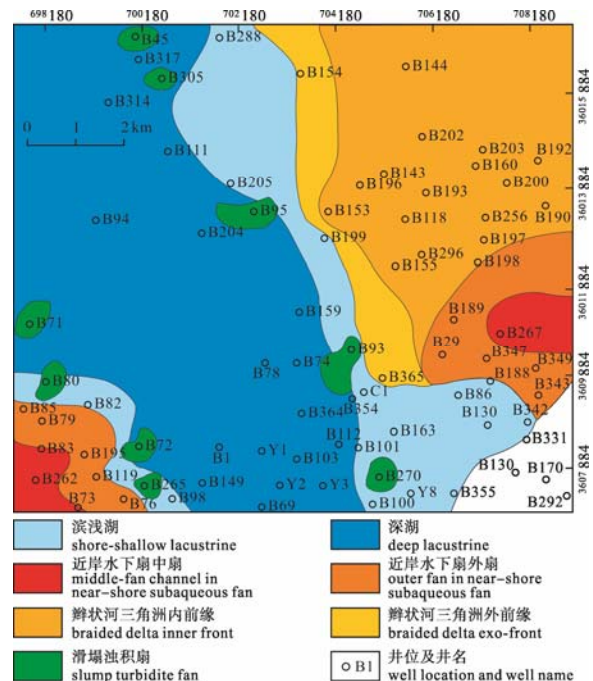 698180 700180 702180 704180 706180 708180
B45 B288
B317
B154 B144
B305
36015884
B314
0 1 2 km
B202
B111 B203 B192
B160
B143
B205 B196 B193 B200
36013884
B94 B95 B153 B118 B256 B190
B204 B199 B197
B296
B155 B198
36011884
B159 B189
B71 B267
B93 B29 B347
B78 B74 B349
B80 B365 B188
36009884
B85 B82 C1 B86 B343
B79 B364 B354 B130 B342
B112 B163
B83 B195 B72 B1 Y1 B101 B331
B103
B262 B119 B265 B149 Y2 Y3 B270 B130 B170
36007884
B73 B76 B98 B69 B100 Y8 B355 B292
滨浅湖
shore-shallow lacustrine
深湖
deep lacustrine
近岸水下扇中扇
middle-fan channel in
near-shore subaqueous fan
近岸水下扇外扇
outer fan in near-shore
subaqueous fan
辫状河三角洲内前缘
braided delta inner front
辫状河三角洲外前缘
braided delta exo-front
滑塌浊积扇
slump turbidite fan
B1
井位及井名
well location and well name